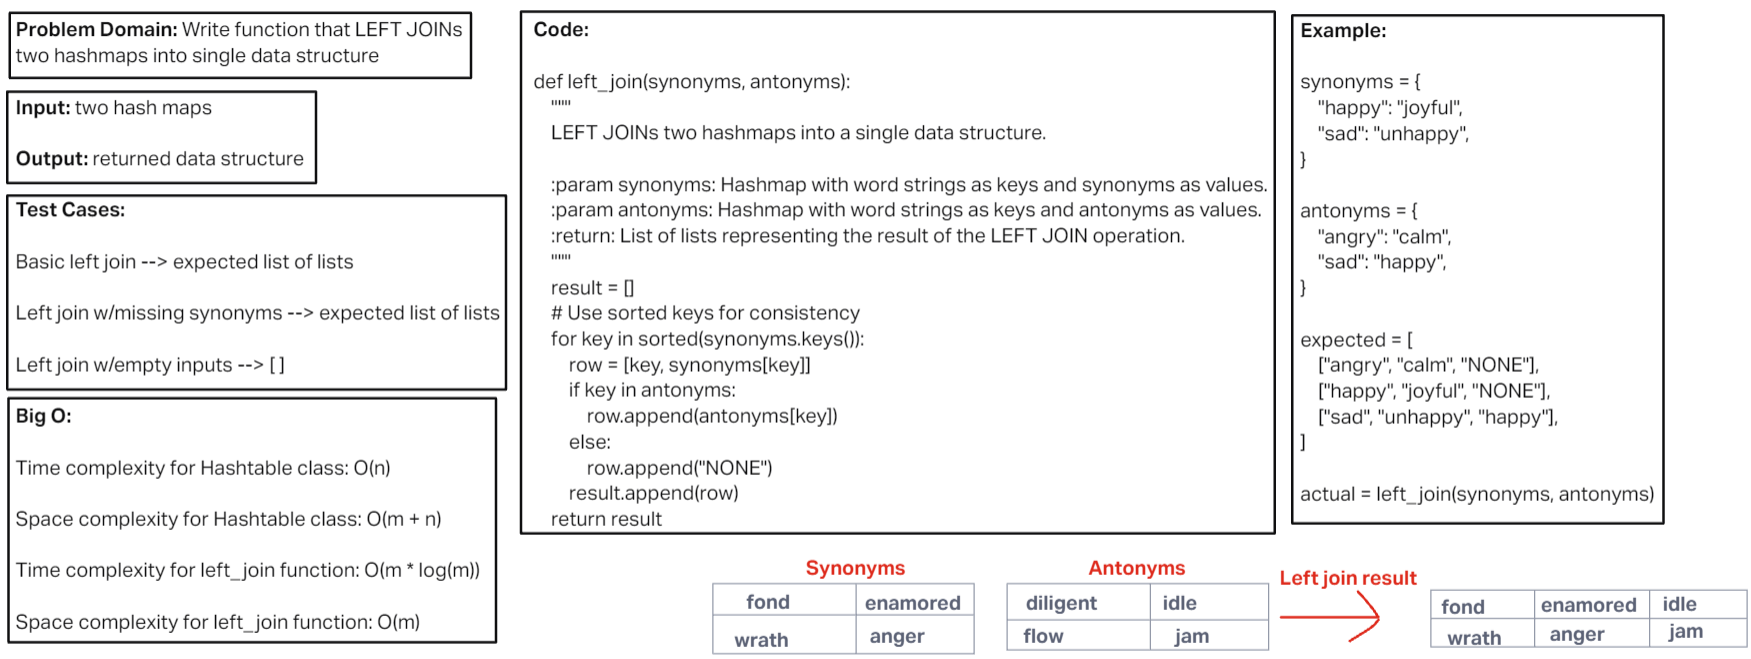 Problem Domain: Write function that LEFT JOINs
two hashmaps into single data structure
Input: two hash maps
Output: returned data structure
Test Cases:
Basic left join --> expected list of lists
Left join w/missing synonyms --> expected list of lists
Left join w/empty inputs --> [ ]
Big O:
Time complexity for Hashtable class: O(n)
Space complexity for Hashtable class: O(m + n)
Time complexity for left_join function: O(m * log(m))
Space complexity for left_join function: O(m)
Code:
def left_join(synonyms, antonyms):
"""
LEFT JOINs two hashmaps into a single data structure.
:param synonyms: Hashmap with word strings as keys and synonyms as values.
:param antonyms: Hashmap with word strings as keys and antonyms as values.
:return: List of lists representing the result of the LEFT JOIN operation.
"""
result = []
# Use sorted keys for consistency
for key in sorted(synonyms.keys()):
row = [key, synonyms[key]]
if key in antonyms:
row.append(antonyms[key])
else:
row.append("NONE")
result.append(row)
return result
Example:
synonyms = {
"happy": "joyful",
"sad": "unhappy",
}
antonyms = {
"angry": "calm",
"sad": "happy",
}
expected = [
["angry", "calm", "NONE"],
["happy", "joyful", "NONE"],
["sad", "unhappy", "happy"],
]
actual = left_join(synonyms, antonyms)
Synonyms
fond enamored
wrath anger
Antonyms
diligent idle
flow jam
Left join result
fond enamored idle
wrath anger jam